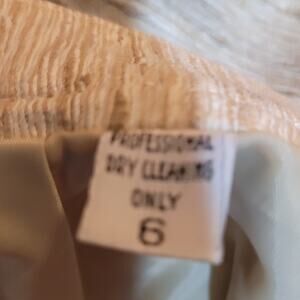 PROFESSIONAL
DRY CLEANING
ONLY
6